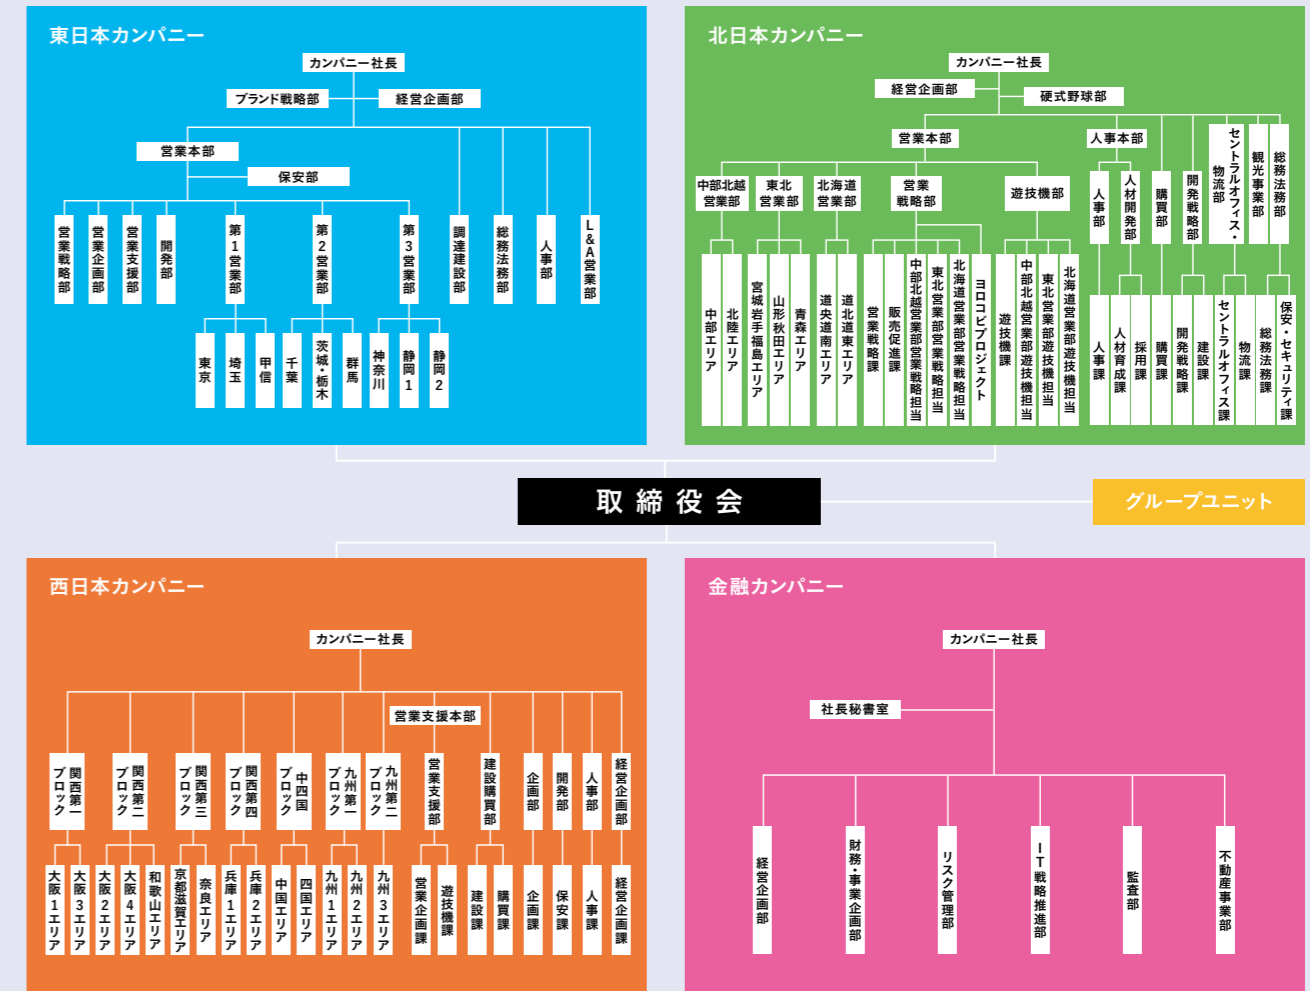 東日本カンパニー
カンパニー社長
ブランド戦略部
経営企画部
営業本部
保安部
営業戦略部
営業企画部
営業支援部
開発部
第1営業部
第2営業部
第3営業部
調達建設部
総務法務部
人事部
L&A営業部
東京
埼玉
甲信
千葉
茨城・栃木
群馬
神奈川
静岡1
静岡2
北日本カンパニー
カンパニー社長
経営企画部
硬式野球部
営業本部
人事本部
中部北越
営業部
東北
営業部
北海道
営業部
営業
戦略部
遊技機部
人事部
人材開発部
購買部
開発戦略部
セントラルオフィス・
物流部
観光事業部
総務法務部
中部エリア
北陸エリア
宮城岩手福島エリア
山形秋田エリア
青森エリア
道央道南エリア
道北道東エリア
営業戦略課
販売促進課
中部北越営業部営業戦略担当
東北営業部営業戦略担当
北海道営業部営業戦略担当
ヨロコビプロジェクト
遊技機課
中部北越営業部遊技機担当
東北営業部遊技機担当
北海道営業部遊技機担当
人事課
人材育成課
採用課
購買課
開発戦略課
建設課
セントラルオフィス課
物流課
総務法務課
保安・セキュリティ課
取締役会
グループユニット
西日本カンパニー
カンパニー社長
営業支援本部
関西第一
ブロック
関西第二
ブロック
関西第三
ブロック
関西第四
ブロック
中四国
ブロック
九州第一
ブロック
九州第二
ブロック
営業支援部
建設購買部
企画部
開発部
人事部
経営企画部
大阪1エリア
大阪3エリア
大阪2エリア
大阪4エリア
和歌山エリア
京都滋賀エリア
奈良エリア
兵庫1エリア
兵庫2エリア
中国エリア
四国エリア
九州1エリア
九州2エリア
九州3エリア
営業企画課
遊技機課
建設課
購買課
企画課
保安課
人事課
経営企画課
金融カンパニー
カンパニー社長
社長秘書室
経営企画部
財務・事業企画部
リスク管理部
IT戦略推進部
監査部
不動産事業部